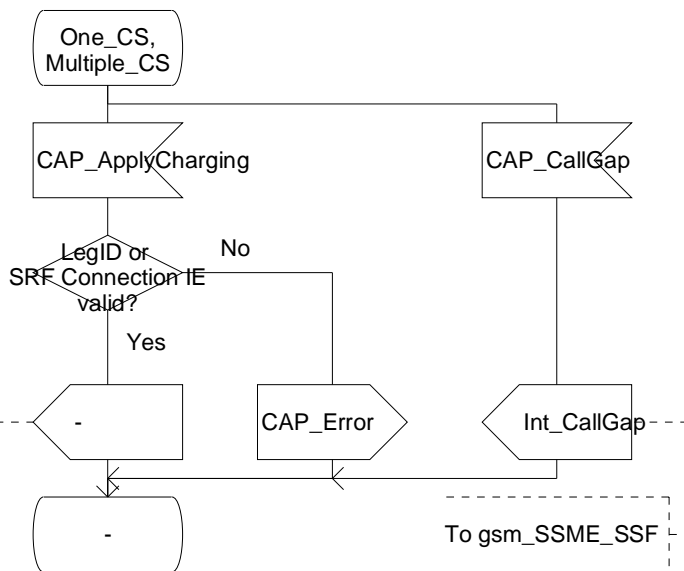 One_CS,
Multiple_CS
CAP_ApplyCharging
CAP_CallGap
LegID or
SRF Connection IE
valid?
No
Yes
-
CAP_Error
Int_CallGap
-
To gsm_SSME_SSF